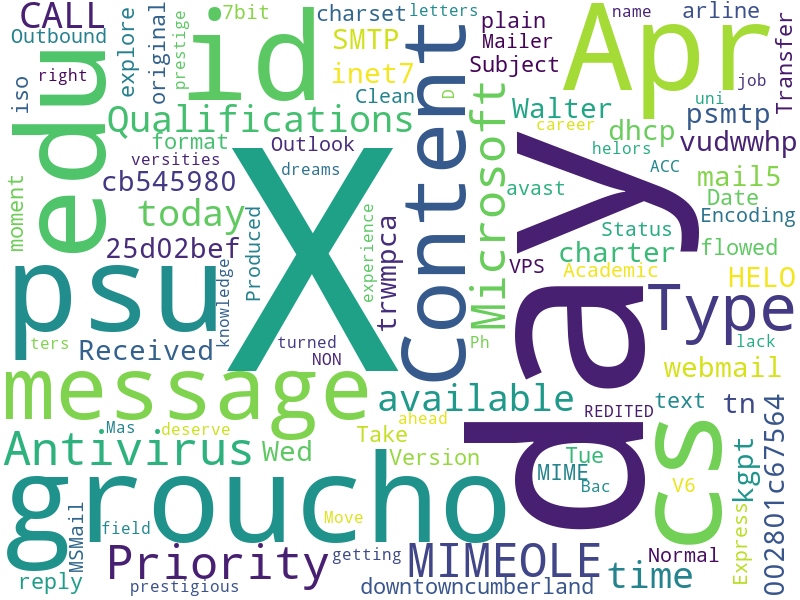 CALL
7bit
charset
letters
name
arline
Outbound
edu
explore
original
prestige
id
SMTP
plain
Mailer
Subject
Apr
Transfer
iso
right
inet7
Clean
Content
D
job
uni
Qualifications
Microsoft
Walter
psmtp
format
Outlook
career
dhcp
vudwwhp
versities
dreams
helors
ACC
moment
cb545980
avast
mail5
Date
today
Encoding
25d02bef
Produced
X
experience
trwmpca
day
Status
charter
flowed
VPS
Academic
HELO
psu
knowledge
Type
ters
Received
turned
NON
Ph
lack
message
webmail
available
REDITED
text
tn
Mas
deserve
ahead
Antivirus
Wed
Take
Version
Tue
cs
kgpt
002801c67564
groucho
MIME
Bac
V6
Express
MSMail
field
Move
Priority
getting
MIMEOLE
Normal
reply
prestigious
downtowncumberland
time